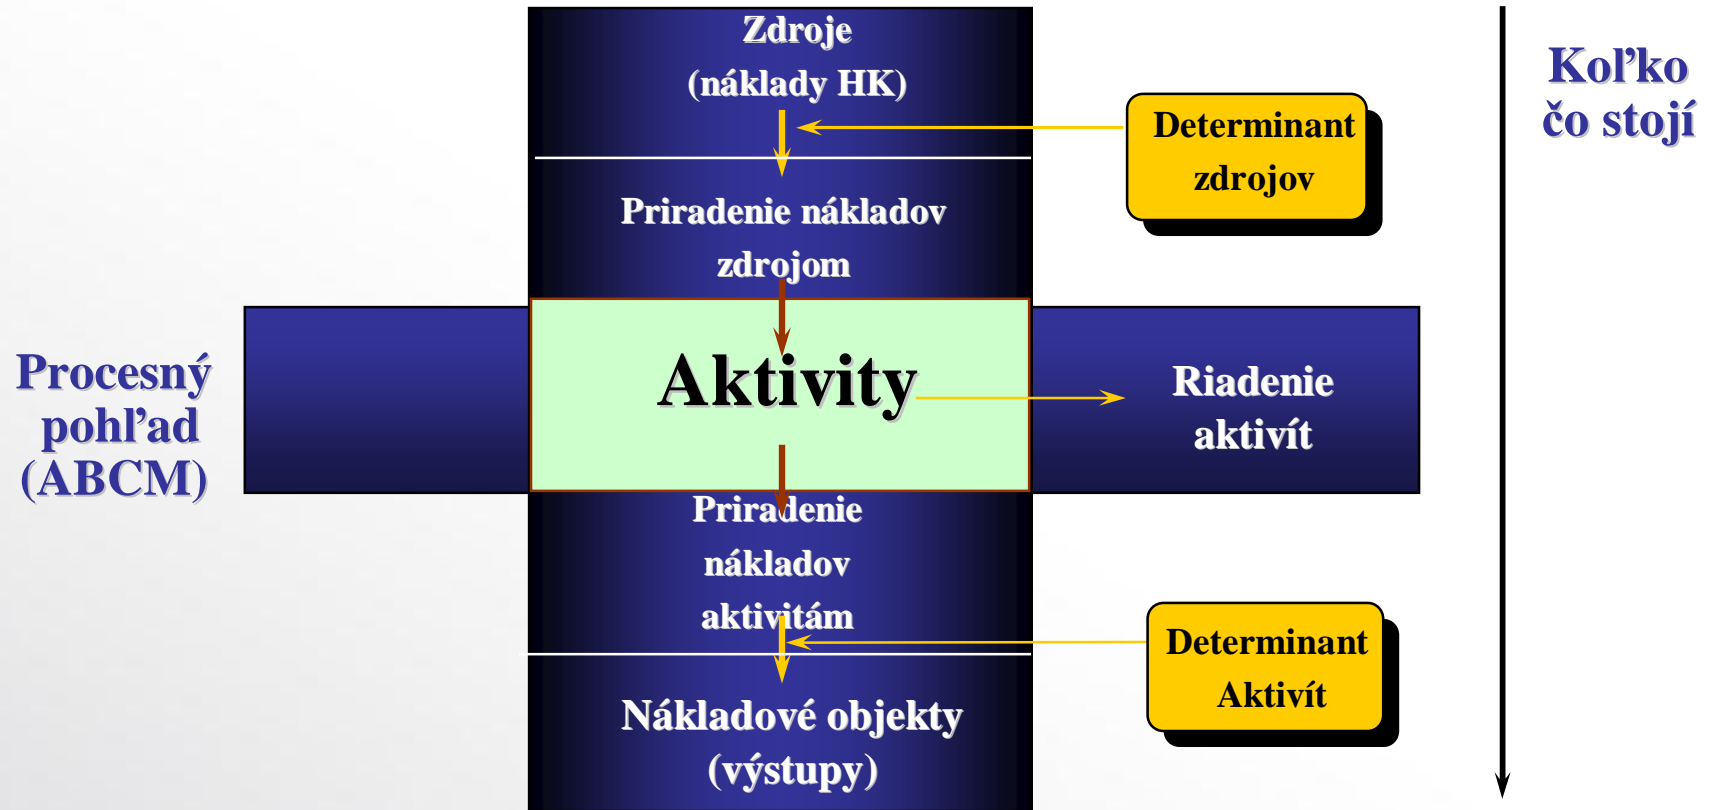 Zdroje
(náklady HK)
Koľko
čo stojí
Determinant
zdrojov
Priradenie nákladov
zdrojom
Procesný
pohľad
(ABCM)
Aktivity
Riadenie
aktivít
Priradenie
nákladov
aktivitám
Determinant
Aktivít
Nákladové objekty
(výstupy)